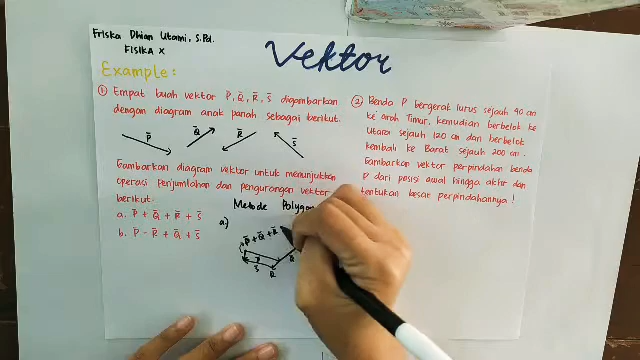 Friska Dhian Utami, S.Pd.
FISIKA X
Vektor
Example :
① Empat buah vektor P̄, Q̄, R̄, S̄ digambarkan
dengan diagram anak panah sebagai berikut.
P̄ Q̄ R̄ S̄
Gambarkan diagram vektor untuk menunjukkan
operasi penjumlahan dan pengurangan vektor
berikut.
a. P̄ + Q̄ + R̄ + S̄
b. P̄ - R̄ + Q̄ + S̄
② Benda P bergerak lurus sejauh 90 cm
ke arah Timur, kemudian berbelok ke
Utara sejauh 120 cm dan berbelok
kembali ke Barat sejauh 200 cm.
Gambarkan vektor perpindahan benda
P dari posisi awal hingga akhir dan
tentukan besar perpindahannya!
Metode
a)
P̄ + Q̄ + R̄